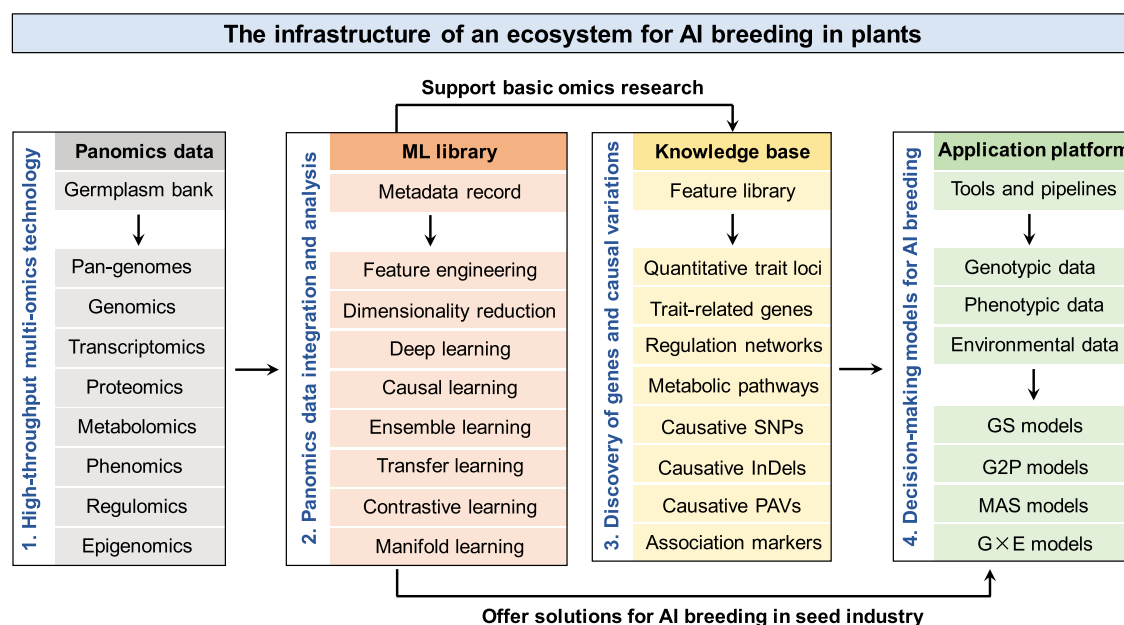 The infrastructure of an ecosystem for AI breeding in plants
Support basic omics research
1. High-throughput multi-omics technology
Panomics data
Germplasm bank
Pan-genomes
Genomics
Transcriptomics
Proteomics
Metabolomics
Phenomics
Regulomics
Epigenomics
2. Panomics data integration and analysis
ML library
Metadata record
Feature engineering
Dimensionality reduction
Deep learning
Causal learning
Ensemble learning
Transfer learning
Contrastive learning
Manifold learning
3. Discovery of genes and causal variations
Knowledge base
Feature library
Quantitative trait loci
Trait-related genes
Regulation networks
Metabolic pathways
Causative SNPs
Causative InDels
Causative PAVs
Association markers
4. Decision-making models for AI breeding
Application platform
Tools and pipelines
Genotypic data
Phenotypic data
Environmental data
GS models
G2P models
MAS models
G×E models
Offer solutions for AI breeding in seed industry